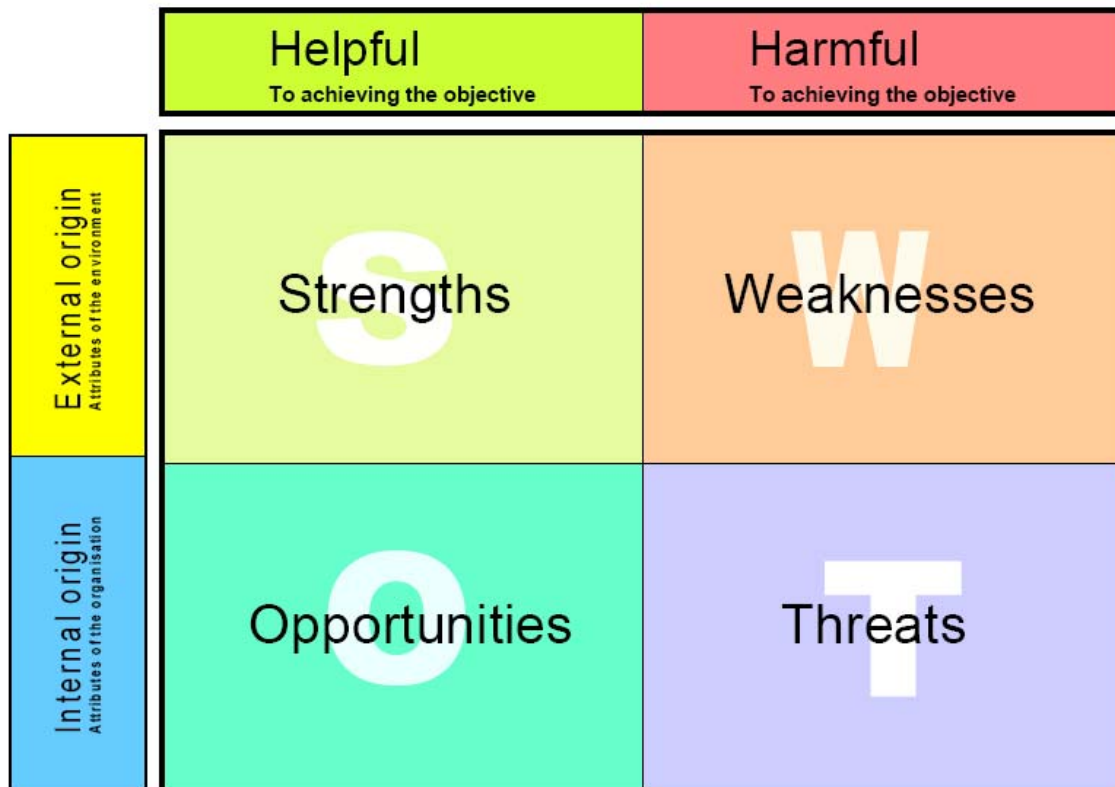 Helpful
To achieving the objective
Harmful
To achieving the objective
External origin
Attributes of the environment
S
Strengths
W
Weaknesses
Internal origin
Attributes of the organisation
O
Opportunities
T
Threats